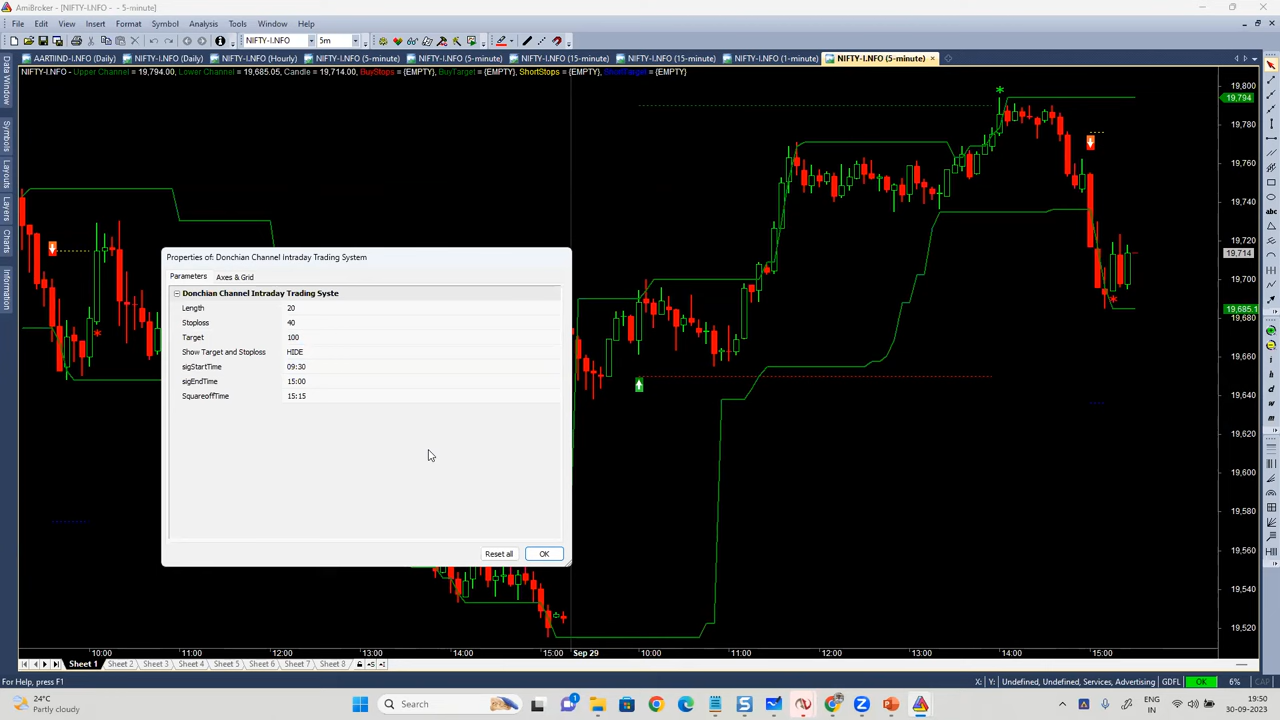 AmiBroker - [NIFTY-I.NFO - 5-minute]
File Edit View Insert Format Symbol Analysis Tools Window Help
NIFTY-I.NFO 5m
AARTIIND-I.NFO (Daily) NIFTY-I.NFO (Daily) NIFTY-I.NFO (Hourly) NIFTY-I.NFO (5-minute) NIFTY-I.NFO (5-minute) NIFTY-I.NFO (15-minute) NIFTY-I.NFO (15-minute) NIFTY-I.NFO (1-minute) NIFTY-I.NFO (5-minute)
NIFTY-I.NFO - Upper Channel = 19,794.00, Lower Channel = 19,685.05, Candle = 19,714.00, BuyStops = {EMPTY}, BuyTarget = {EMPTY}, ShortStops = {EMPTY}, ShortTarget = {EMPTY}
Data Window
Symbols
Layouts
Layers
Charts
Information
19,800
19,794
19,780
19,760
19,740
19,720
19,714
19,700
19,685.1
19,680
19,660
19,640
19,620
19,600
19,580
19,560
19,540
19,520
abc
Properties of: Donchian Channel Intraday Trading System
Parameters Axes & Grid
Donchian Channel Intraday Trading Syste
Length 20
Stoploss 40
Target 100
Show Target and Stoploss HIDE
sigStartTime 09:30
sigEndTime 15:00
SquareoffTime 15:15
Reset all OK
10:00 11:00 12:00 13:00 14:00 15:00 Sep 29 10:00 11:00 12:00 13:00 14:00 15:00
Sheet 1 Sheet 2 Sheet 3 Sheet 4 Sheet 5 Sheet 6 Sheet 7 Sheet 8
For Help, press F1 X: Y: Undefined, Undefined, Services, Advertising GDFL OK 6% CAP
24°C
Partly cloudy
Search
ENG
IN
19:50
30-09-2023